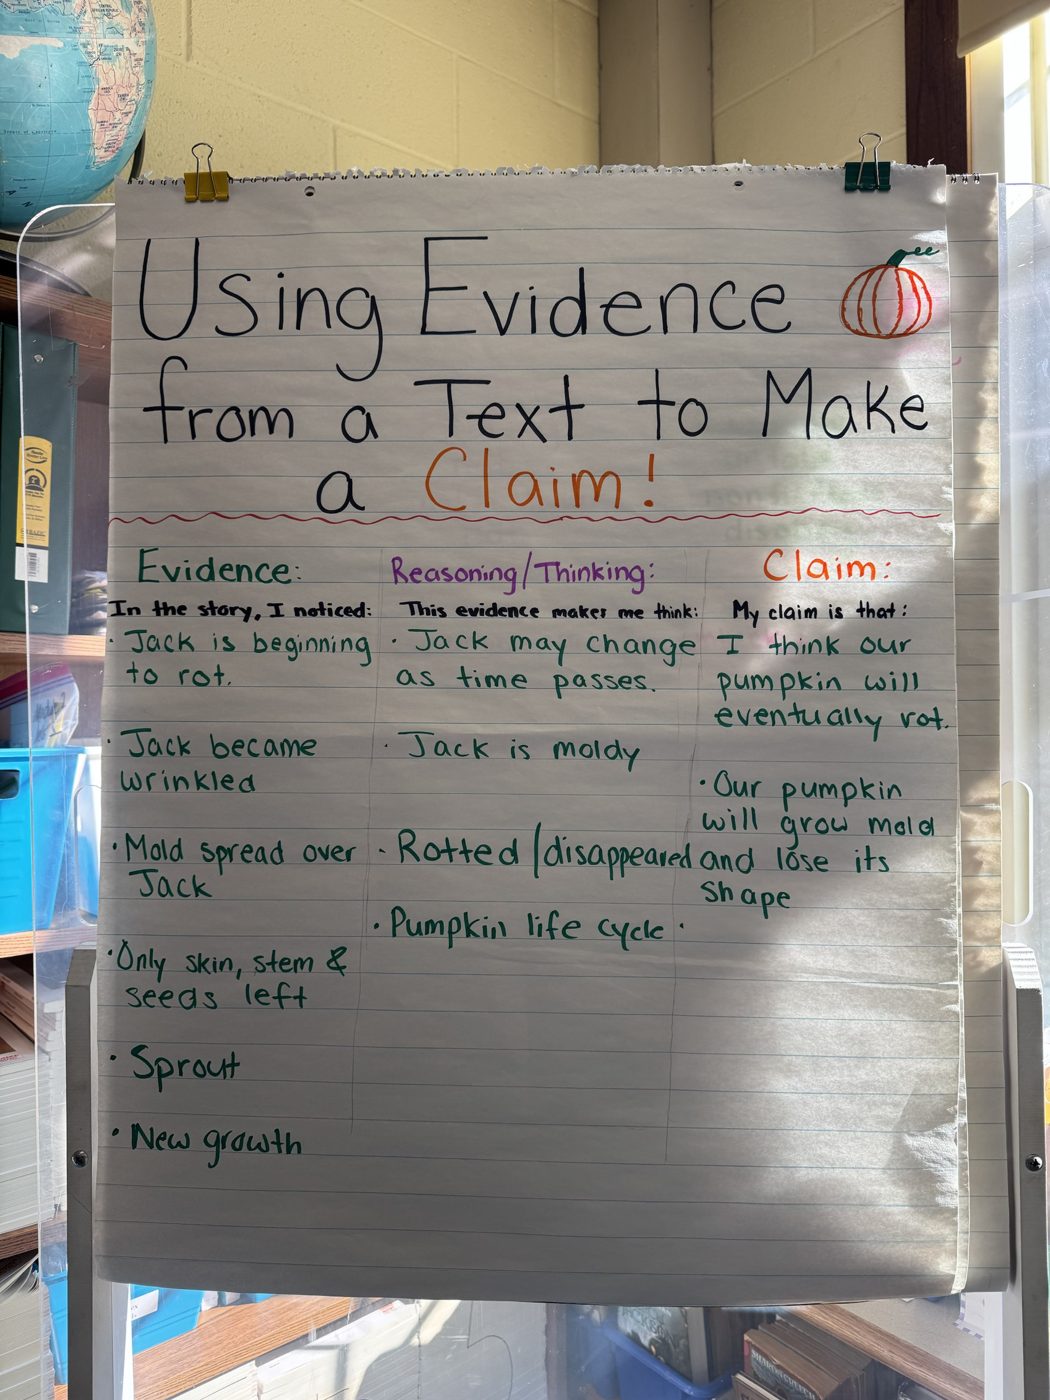 Using Evidence
from a Text to Make
a Claim!
Evidence:
In the story, I noticed:
· Jack is beginning
to rot.
· Jack became
wrinkled
· Mold spread over
Jack
· Only skin, stem &
seeds left
· Sprout
· New growth
Reasoning/Thinking:
This evidence makes me think:
· Jack may change
as time passes.
· Jack is moldy
· Rotted/disappeared
· Pumpkin life cycle ·
Claim:
My claim is that:
I think our
pumpkin will
eventually rot.
· Our pumpkin
will grow mold
and lose its
shape